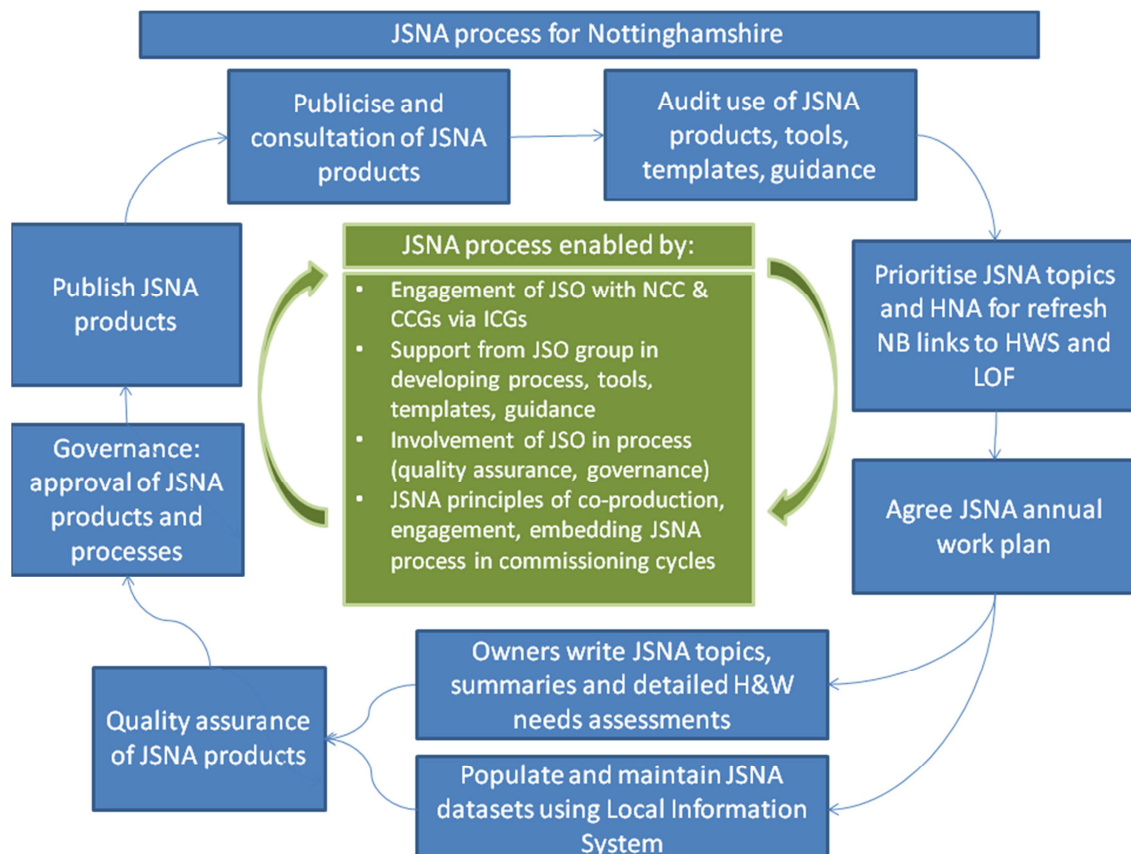 JSNA process for Nottinghamshire
Publicise and
consultation of JSNA
products
Audit use of JSNA
products, tools,
templates, guidance
Prioritise JSNA topics
and HNA for refresh
NB links to HWS and
LOF
Agree JSNA annual
work plan
Owners write JSNA topics,
summaries and detailed H&W
needs assessments
Populate and maintain JSNA
datasets using Local Information
System
Quality assurance
of JSNA products
Governance:
approval of JSNA
products and
processes
Publish JSNA
products
JSNA process enabled by:
• Engagement of JSO with NCC &
CCGs via ICGs
• Support from JSO group in
developing process, tools,
templates, guidance
• Involvement of JSO in process
(quality assurance, governance)
• JSNA principles of co-production,
engagement, embedding JSNA
process in commissioning cycles